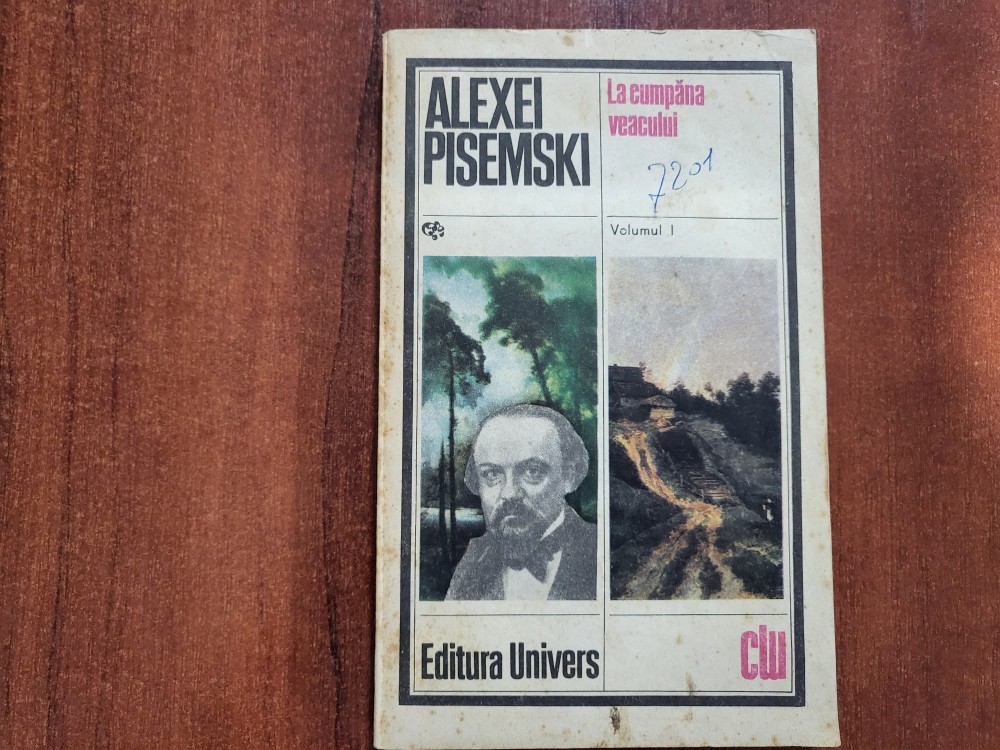 ALEXEI
PISEMSKI
La cumpăna
veacului
7201
Volumul I
Editura Univers
clu